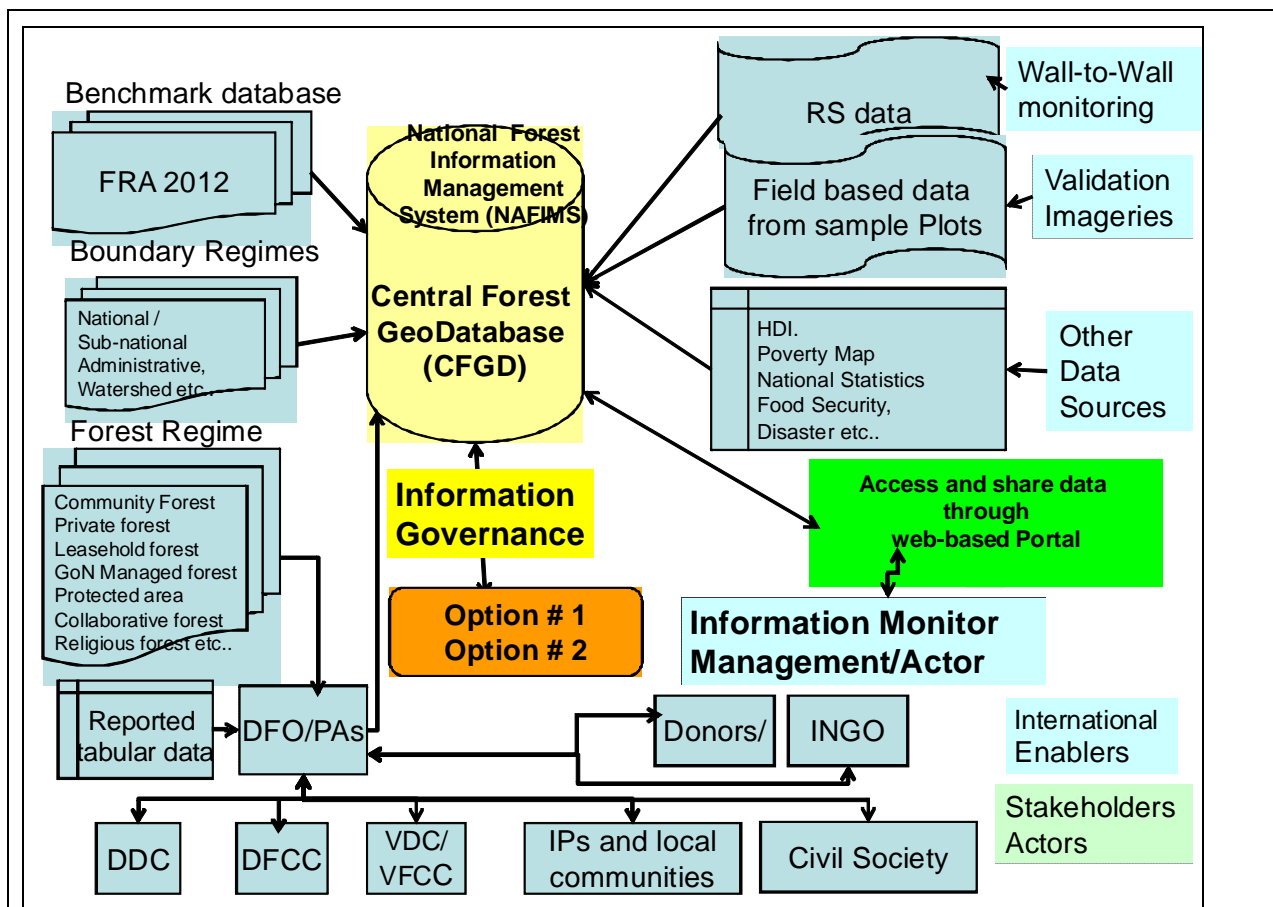 Benchmark database
FRA 2012
Boundary Regimes
National /
Sub-national
Administrative,
Watershed etc..
Forest Regime
Community Forest
Private forest
Leasehold forest
GoN Managed forest
Protected area
Collaborative forest
Religious forest etc..
Reported
tabular data
DFO/PAs
National Forest
Information
Management
System (NAFIMS)
Central Forest
GeoDatabase
(CFGD)
Information
Governance
Option # 1
Option # 2
RS data
Wall-to-Wall
monitoring
Field based data
from sample Plots
Validation
Imageries
HDI.
Poverty Map
National Statistics
Food Security,
Disaster etc..
Other
Data
Sources
Access and share data
through
web-based Portal
Information Monitor
Management/Actor
Donors/
INGO
International
Enablers
DDC
DFCC
VDC/
VFCC
IPs and local
communities
Civil Society
Stakeholders
Actors